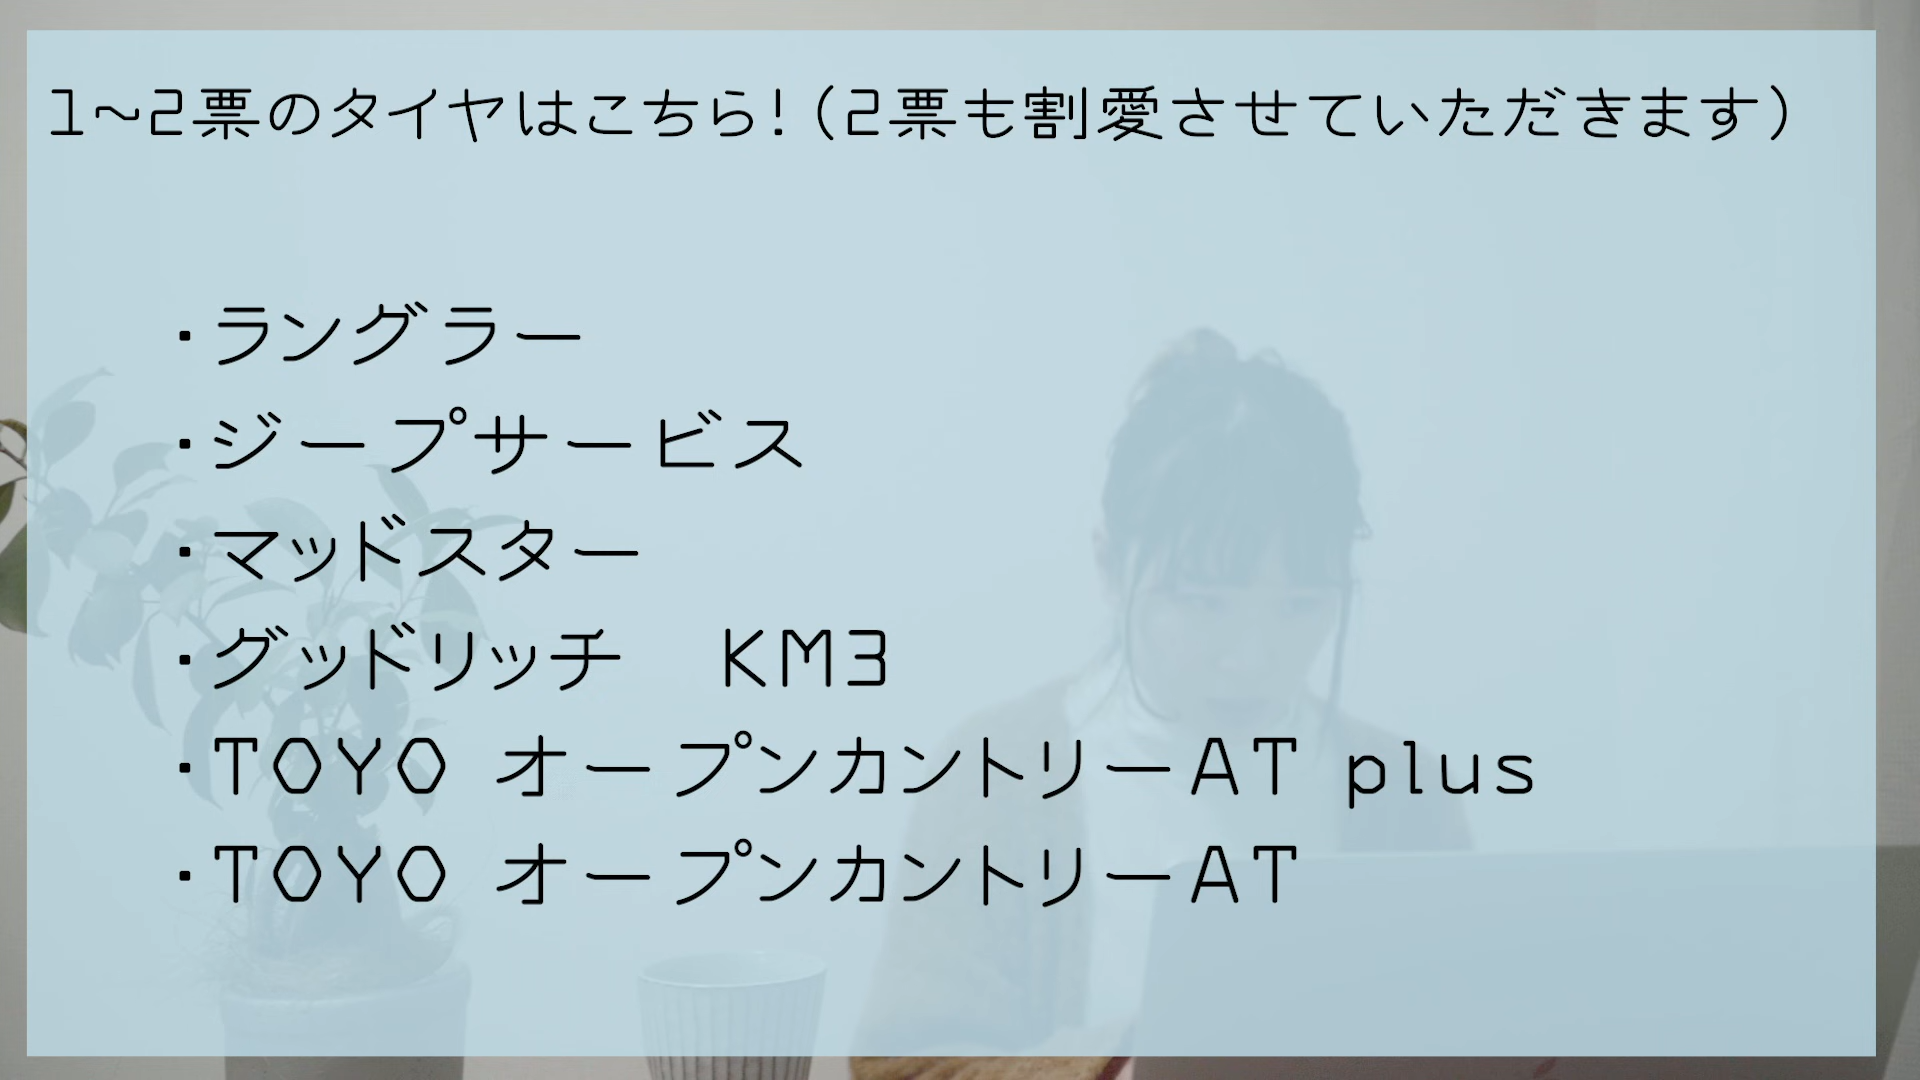 1~2票のタイヤはこちら!(2票も割愛させていただきます)
・ラングラー
・ジープサービス
・マッドスター
・グッドリッチ　KM3
・TOYO オープンカントリーAT plus
・TOYO オープンカントリーAT